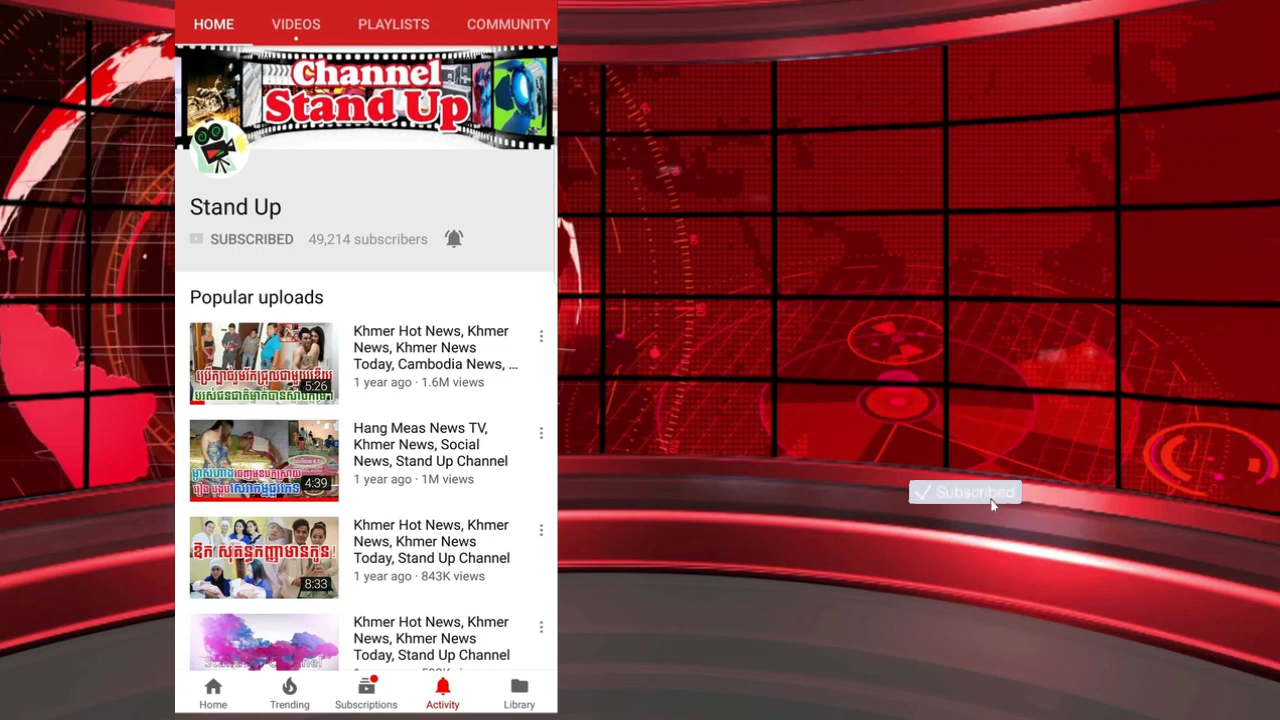 HOME VIDEOS PLAYLISTS COMMUNITY
Channel
Stand Up
Stand Up
SUBSCRIBED 49,214 subscribers
Popular uploads
Khmer Hot News, Khmer
News, Khmer News
Today, Cambodia News, ...
1 year ago · 1.6M views
5:26
Hang Meas News TV,
Khmer News, Social
News, Stand Up Channel
1 year ago · 1M views
4:39
Khmer Hot News, Khmer
News, Khmer News
Today, Stand Up Channel
1 year ago · 843K views
8:33
Khmer Hot News, Khmer
News, Khmer News
Today, Stand Up Channel
Home Trending Subscriptions Activity Library
Subscribed